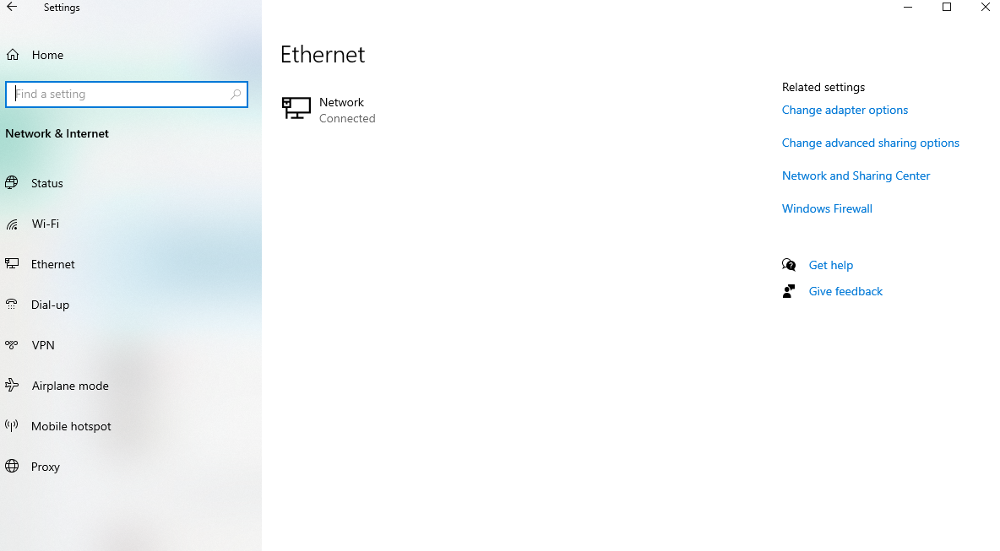 Settings
Home
Find a setting
Network & Internet
Status
Wi-Fi
Ethernet
Dial-up
VPN
Airplane mode
Mobile hotspot
Proxy
Ethernet
Network
Connected
Related settings
Change adapter options
Change advanced sharing options
Network and Sharing Center
Windows Firewall
Get help
Give feedback